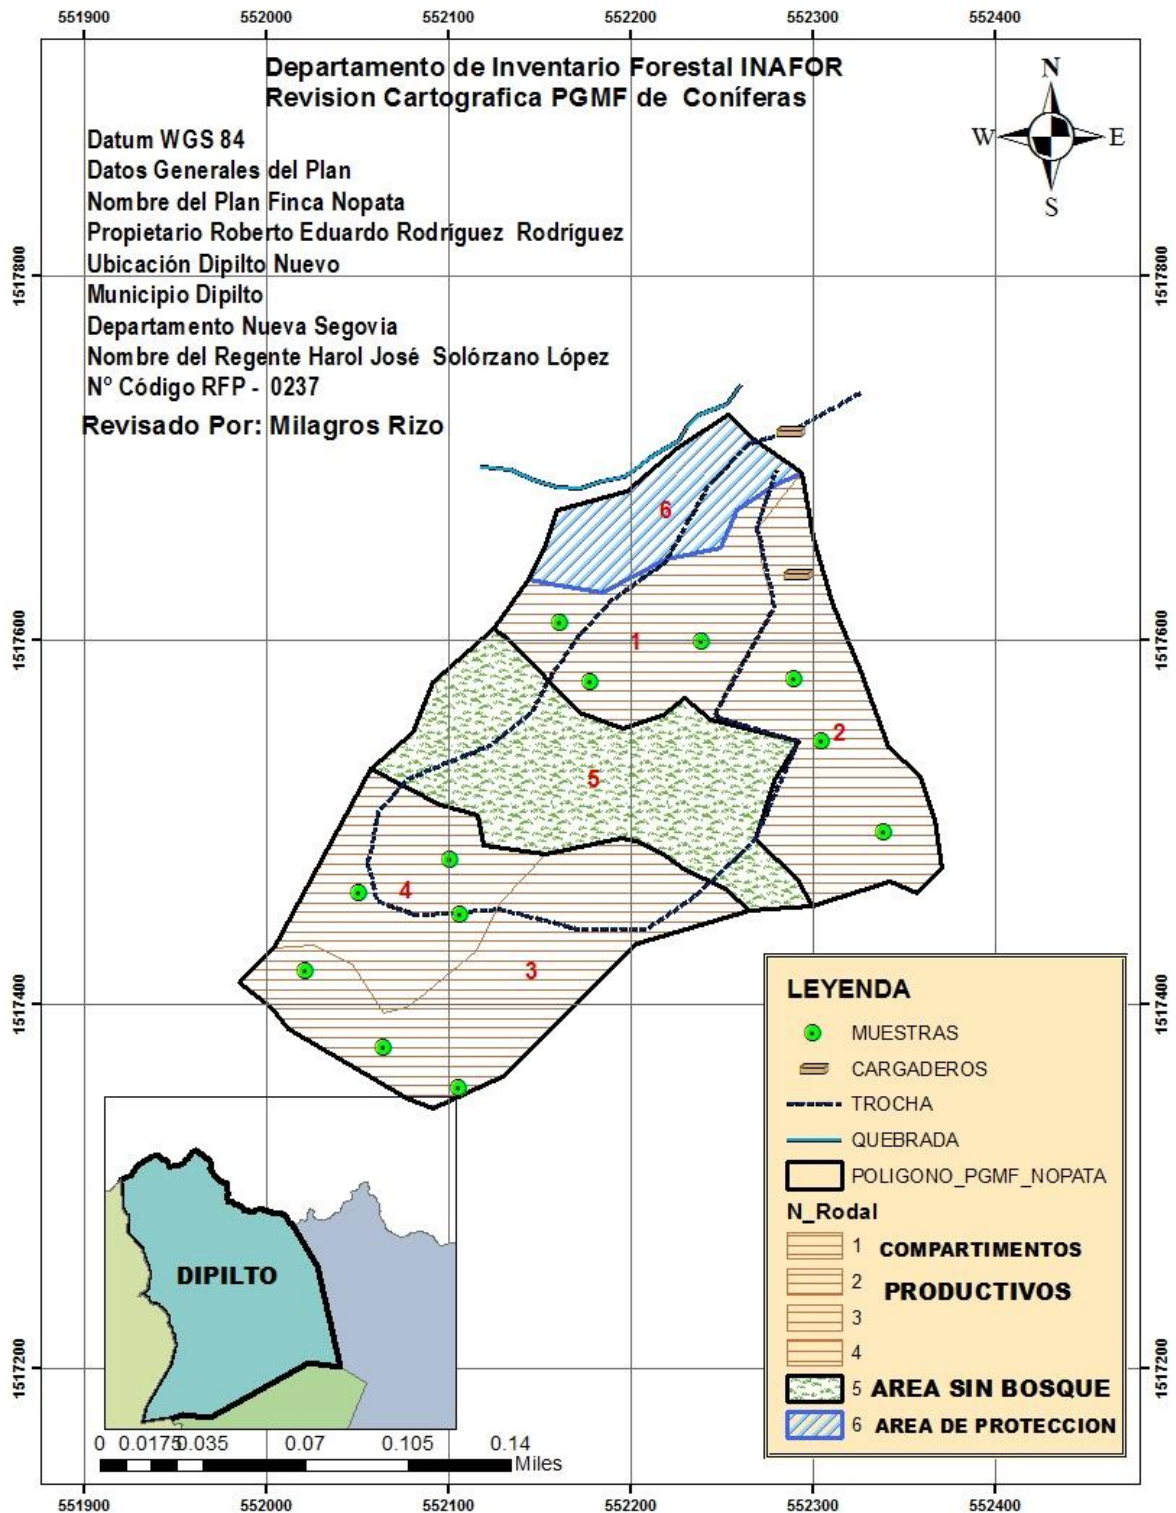 551900 552000 552100 552200 552300 552400
Departamento de Inventario Forestal INAFOR
Revision Cartografica PGMF de Coníferas
N
W E
S
Datum WGS 84
Datos Generales del Plan
Nombre del Plan Finca Nopata
Propietario Roberto Eduardo Rodríguez Rodríguez
Ubicación Dipilto Nuevo
Municipio Dipilto
Departamento Nueva Segovia
Nombre del Regente Harol José Solórzano López
Nº Código RFP - 0237
Revisado Por: Milagros Rizo
1517800 1517800
6
1517600 1 1517600
2
5
4
3
1517400 1517400
LEYENDA
MUESTRAS
CARGADEROS
TROCHA
QUEBRADA
POLIGONO_PGMF_NOPATA
N_Rodal
1 COMPARTIMENTOS
2 PRODUCTIVOS
3
4
5 AREA SIN BOSQUE
6 AREA DE PROTECCION
DIPILTO
1517200 1517200
0 0.0175 0.035 0.07 0.105 0.14
Miles
551900 552000 552100 552200 552300 552400